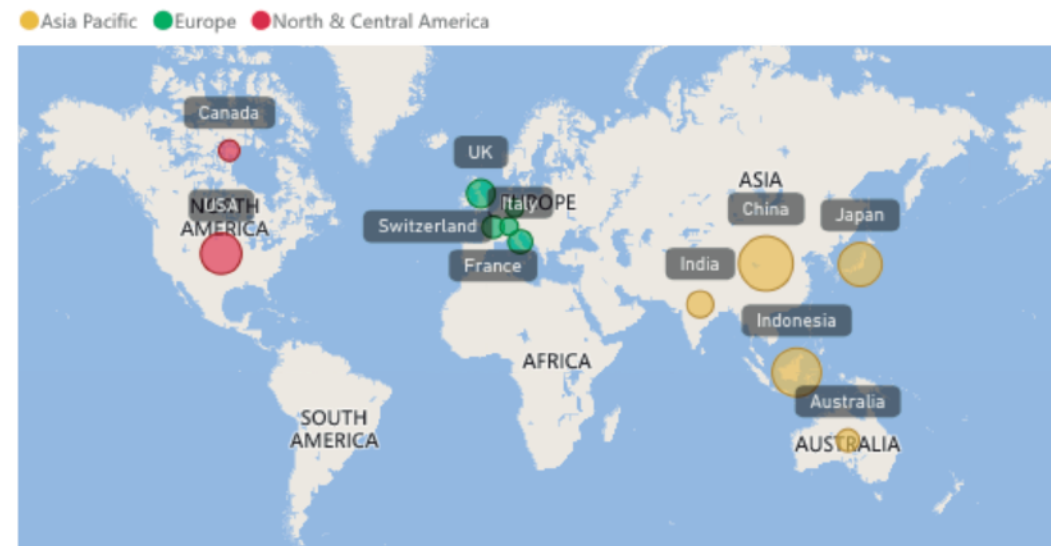 Asia Pacific Europe North & Central America
Canada
UK
ASIA
USA
NORTH
AMERICA
Italy
EUROPE
China
Japan
Switzerland
France
India
Indonesia
AFRICA
Australia
SOUTH
AMERICA
AUSTRALIA